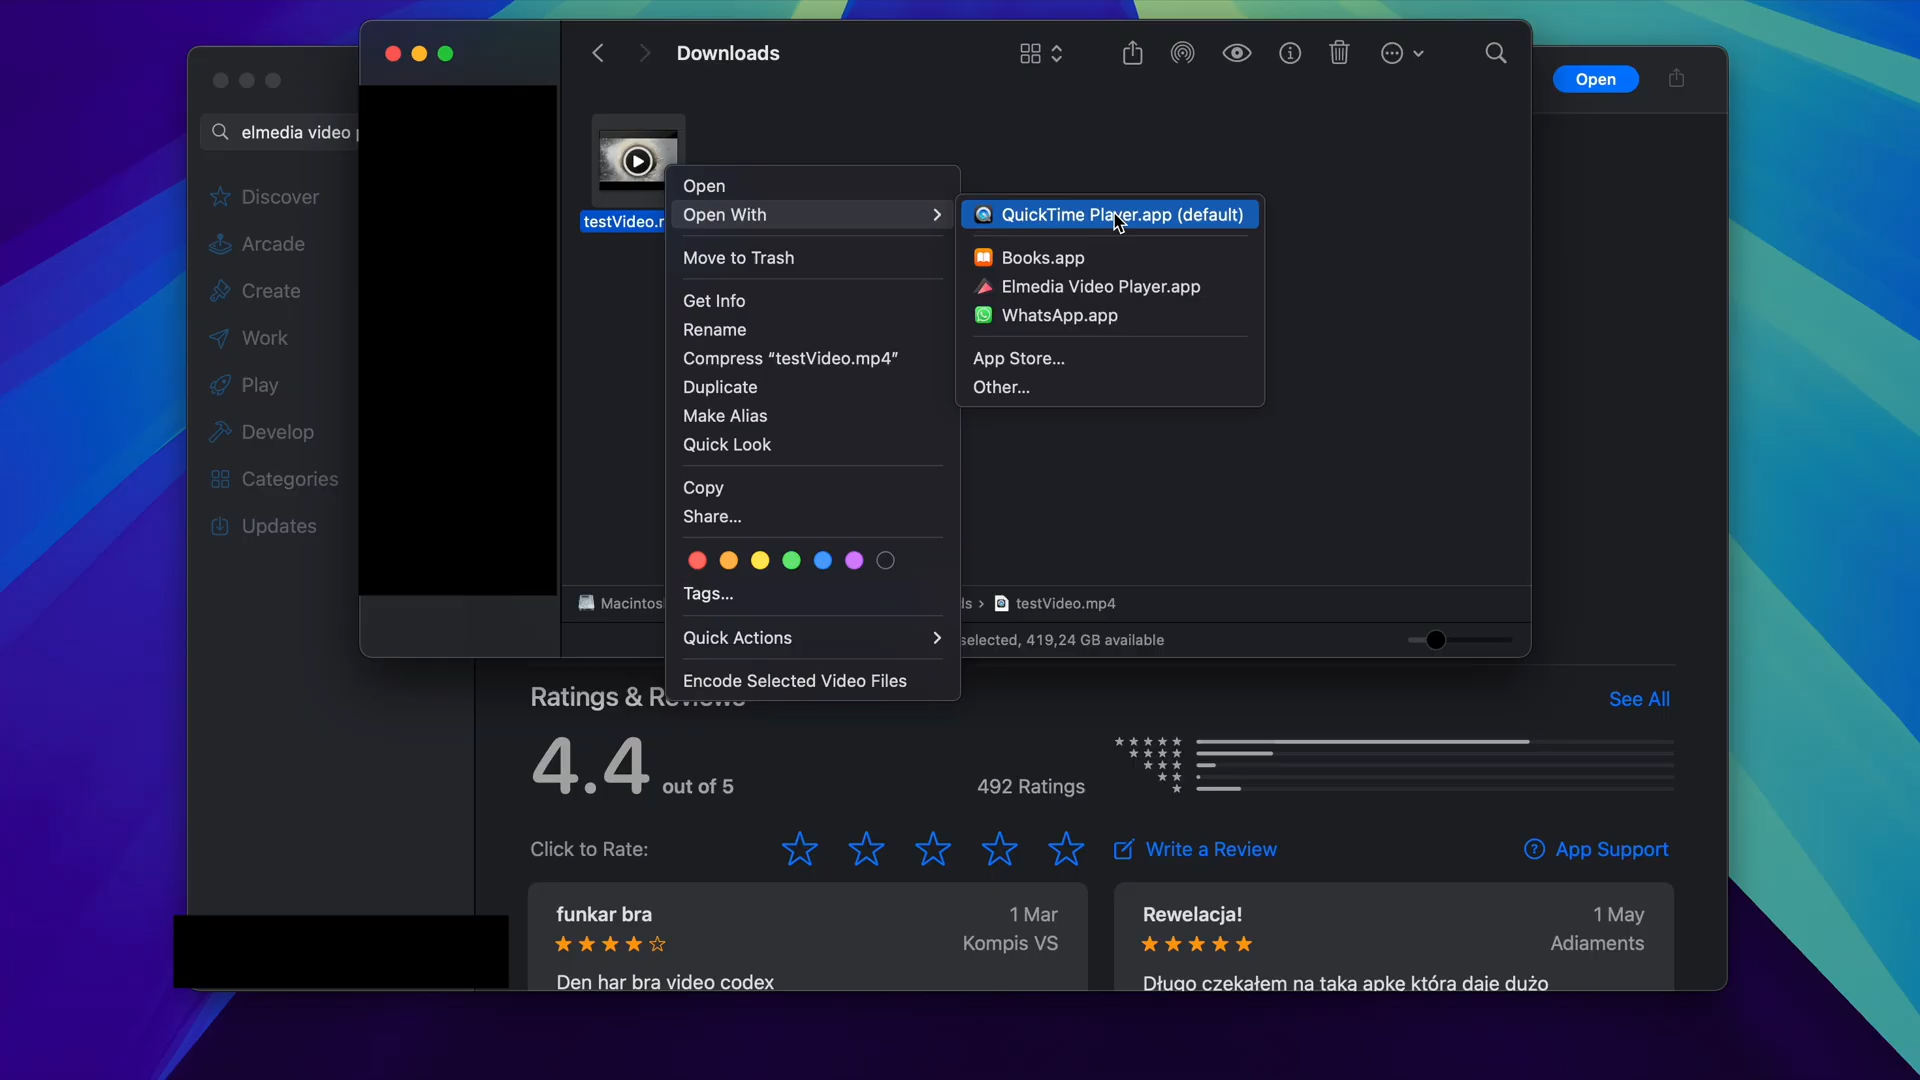 Downloads
Open
elmedia video
Discover
Arcade
Create
Work
Play
Develop
Categories
Updates
testVideo.
Open
Open With
Move to Trash
Get Info
Rename
Compress “testVideo.mp4”
Duplicate
Make Alias
Quick Look
Copy
Share...
Tags...
Quick Actions
Encode Selected Video Files
QuickTime Player.app (default)
Books.app
Elmedia Video Player.app
WhatsApp.app
App Store...
Other...
Macintos
ls › testVideo.mp4
selected, 419,24 GB available
Ratings & Reviews
See All
4.4 out of 5
492 Ratings
Click to Rate:
Write a Review
App Support
funkar bra
1 Mar
Kompis VS
Den har bra video codex
Rewelacja!
1 May
Adiaments
Długo czekałem na taka apkę która daje dużo